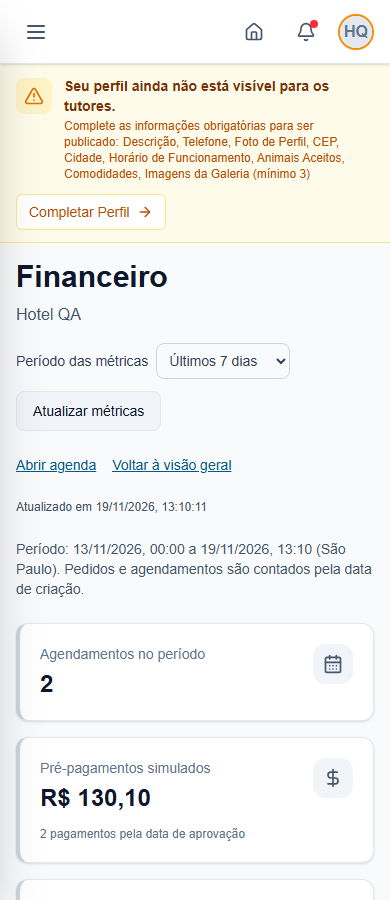 HQ
Seu perfil ainda não está visível para os
tutores.
Complete as informações obrigatórias para ser
publicado: Descrição, Telefone, Foto de Perfil, CEP,
Cidade, Horário de Funcionamento, Animais Aceitos,
Comodidades, Imagens da Galeria (mínimo 3)
Completar Perfil
Financeiro
Hotel QA
Período das métricas
Últimos 7 dias
Atualizar métricas
Abrir agenda Voltar à visão geral
Atualizado em 19/11/2026, 13:10:11
Período: 13/11/2026, 00:00 a 19/11/2026, 13:10 (São
Paulo). Pedidos e agendamentos são contados pela data
de criação.
Agendamentos no período
2
Pré-pagamentos simulados
R$ 130,10
2 pagamentos pela data de aprovação